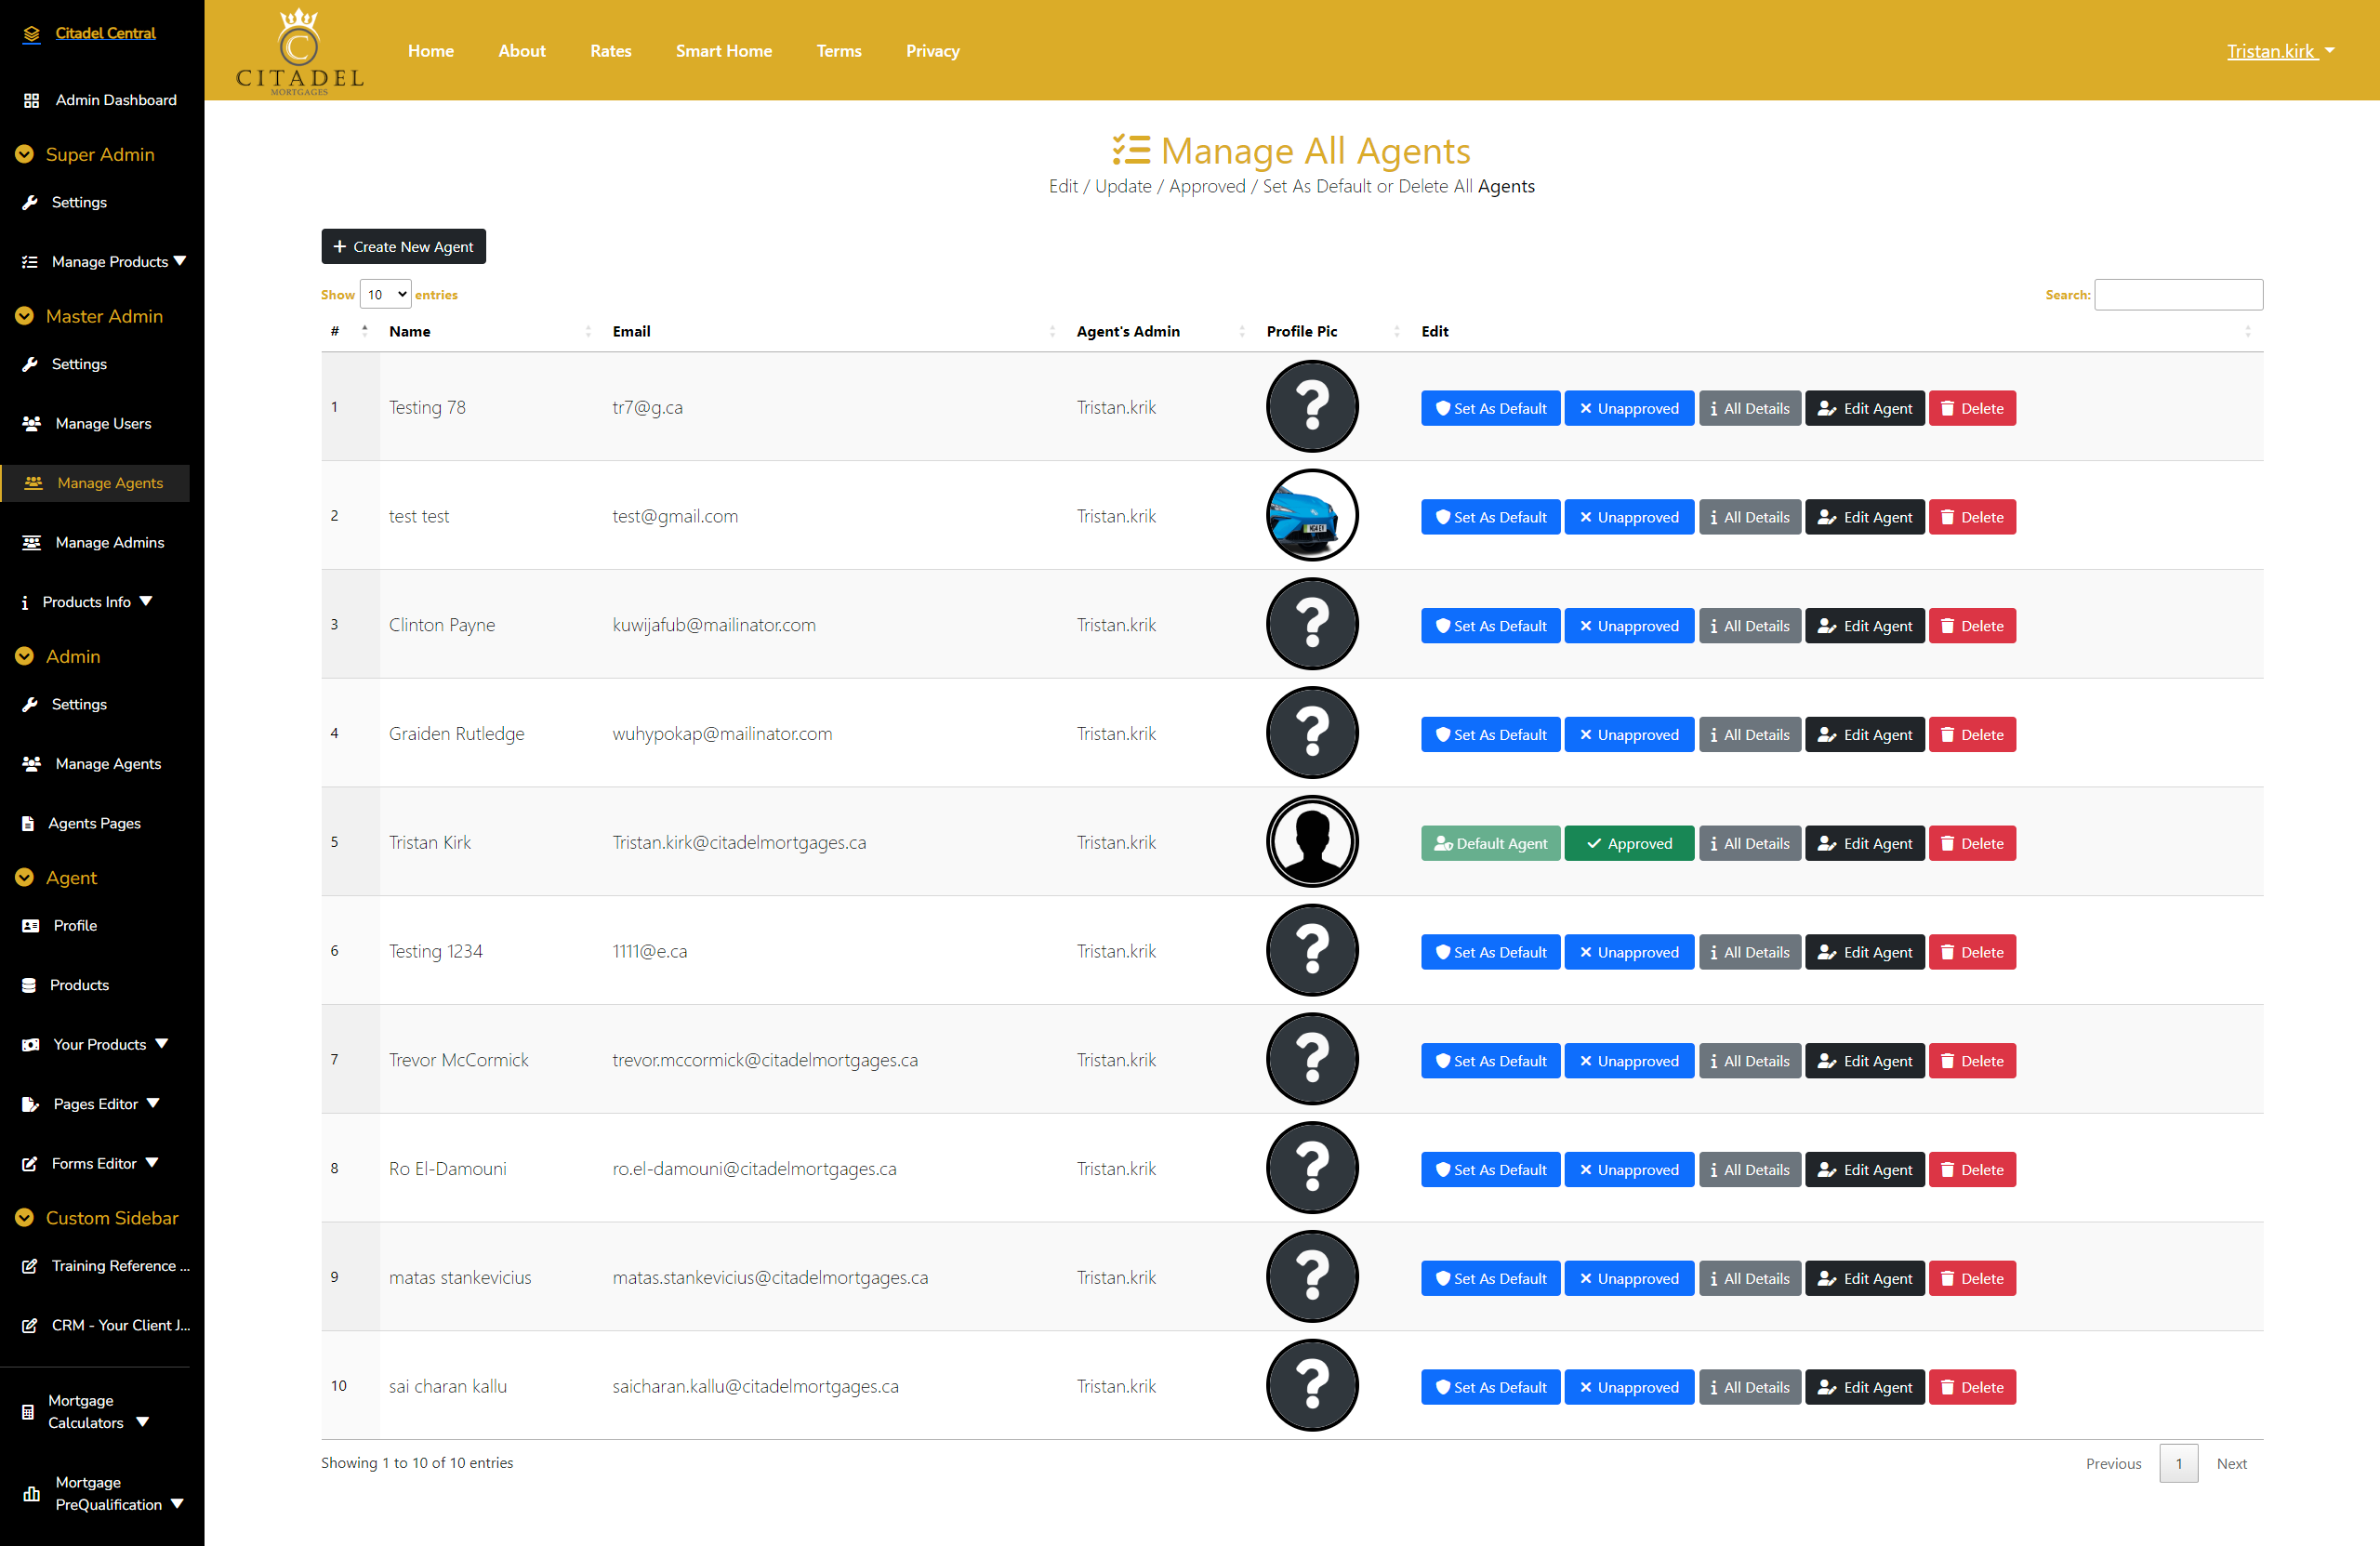 Citadel Central
Admin Dashboard
Super Admin
Settings
Manage Products
Master Admin
Settings
Manage Users
Manage Agents
Manage Admins
Products Info
Admin
Settings
Manage Agents
Agents Pages
Agent
Profile
Products
Your Products
Pages Editor
Forms Editor
Custom Sidebar
Training Reference ...
CRM - Your Client J...
Mortgage
Calculators
Mortgage
PreQualification
C
CITADEL
MORTGAGES
Home About Rates Smart Home Terms Privacy
Tristan.kirk
Manage All Agents
Edit / Update / Approved / Set As Default or Delete All Agents
Create New Agent
Show 10 entries
Search:
# Name Email Agent's Admin Profile Pic Edit
1 Testing 78 tr7@g.ca Tristan.krik ? Set As Default Unapproved All Details Edit Agent Delete
2 test test test@gmail.com Tristan.krik Set As Default Unapproved All Details Edit Agent Delete
3 Clinton Payne kuwijafub@mailinator.com Tristan.krik ? Set As Default Unapproved All Details Edit Agent Delete
4 Graiden Rutledge wuhypokap@mailinator.com Tristan.krik ? Set As Default Unapproved All Details Edit Agent Delete
5 Tristan Kirk Tristan.kirk@citadelmortgages.ca Tristan.krik Default Agent Approved All Details Edit Agent Delete
6 Testing 1234 1111@e.ca Tristan.krik ? Set As Default Unapproved All Details Edit Agent Delete
7 Trevor McCormick trevor.mccormick@citadelmortgages.ca Tristan.krik ? Set As Default Unapproved All Details Edit Agent Delete
8 Ro El-Damouni ro.el-damouni@citadelmortgages.ca Tristan.krik ? Set As Default Unapproved All Details Edit Agent Delete
9 matas stankevicius matas.stankevicius@citadelmortgages.ca Tristan.krik ? Set As Default Unapproved All Details Edit Agent Delete
10 sai charan kallu saicharan.kallu@citadelmortgages.ca Tristan.krik ? Set As Default Unapproved All Details Edit Agent Delete
Showing 1 to 10 of 10 entries
Previous 1 Next